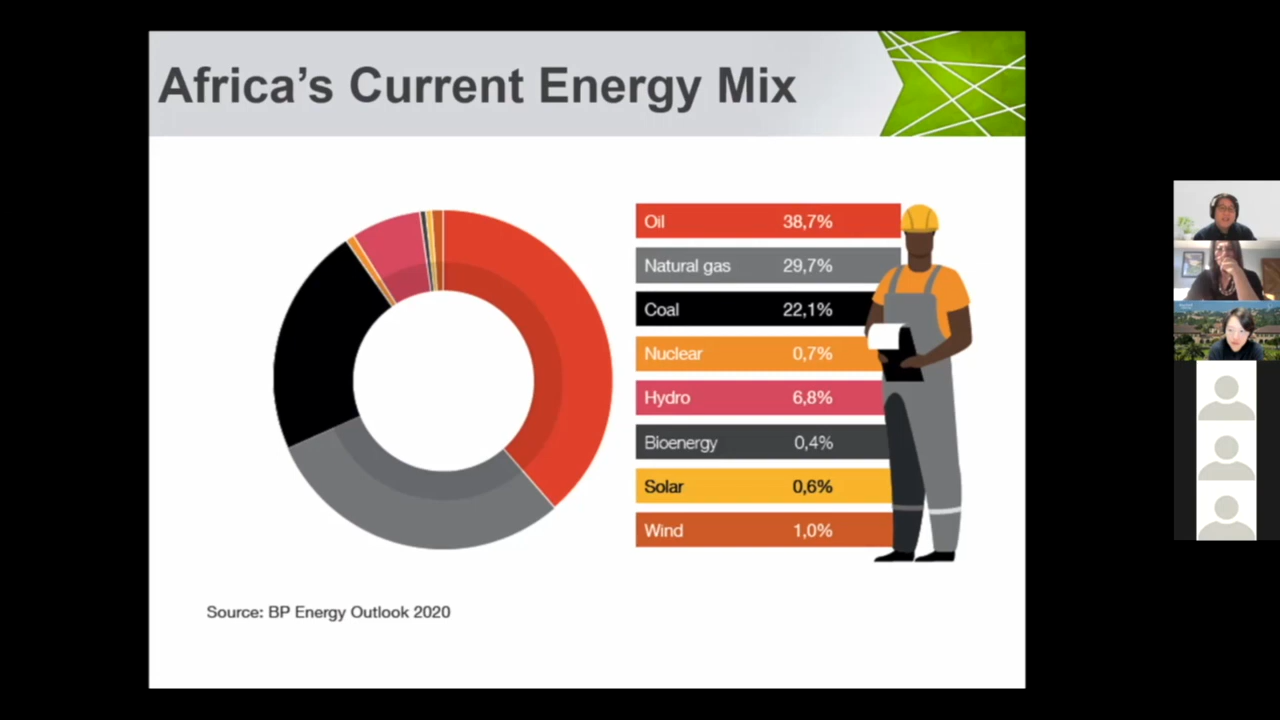 Africa's Current Energy Mix
Oil 38,7%
Natural gas 29,7%
Coal 22,1%
Nuclear 0,7%
Hydro 6,8%
Bioenergy 0,4%
Solar 0,6%
Wind 1,0%
Source: BP Energy Outlook 2020